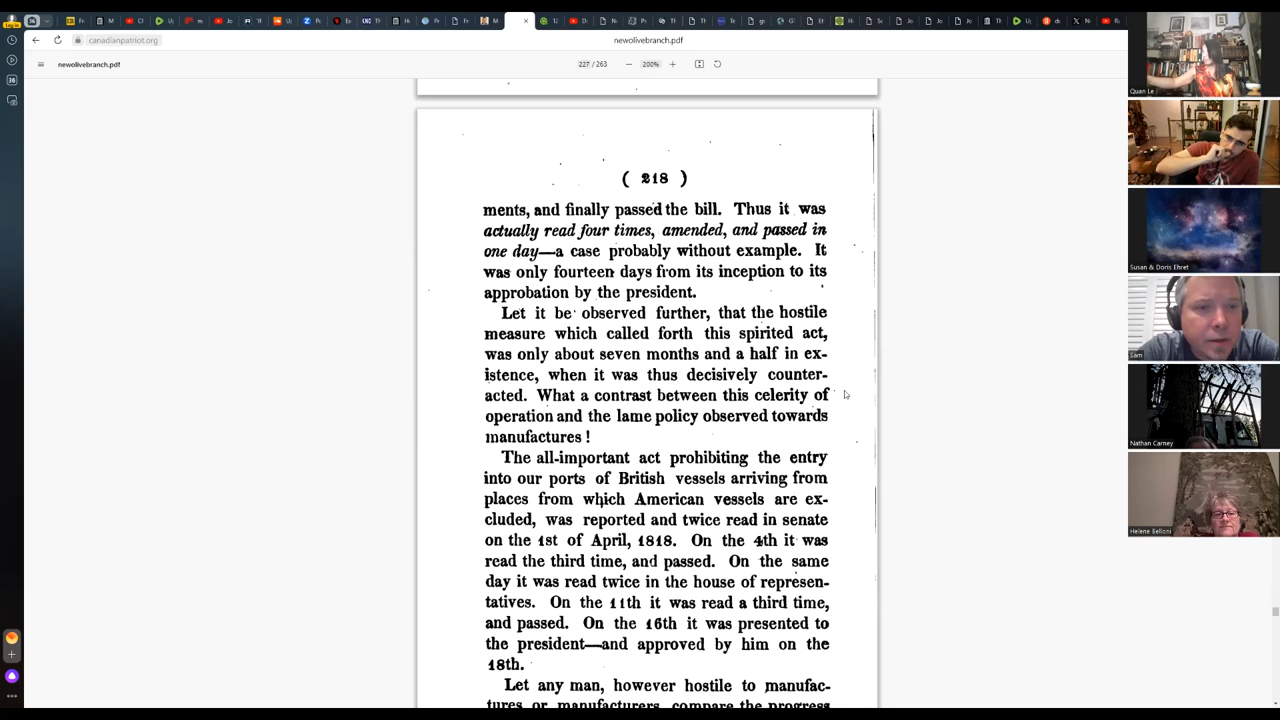 canadianpatriot.org
newolivebranch.pdf
newolivebranch.pdf
227 / 263
200%
( 218 )
ments, and finally passed the bill. Thus it was
actually read four times, amended, and passed in
one day—a case probably without example. It
was only fourteen days from its inception to its
approbation by the president.
Let it be observed further, that the hostile
measure which called forth this spirited act,
was only about seven months and a half in ex-
istence, when it was thus decisively counter-
acted. What a contrast between this celerity of
operation and the lame policy observed towards
manufactures !
The all-important act prohibiting the entry
into our ports of British vessels arriving from
places from which American vessels are ex-
cluded, was reported and twice read in senate
on the 1st of April, 1818. On the 4th it was
read the third time, and passed. On the same
day it was read twice in the house of represen-
tatives. On the 11th it was read a third time,
and passed. On the 16th it was presented to
the president—and approved by him on the
18th.
Let any man, however hostile to manufac-
tures or manufacturers, compare the progress
Quan Le
Susan & Doris Ehret
Sam
Nathan Carney
Helene Belloni